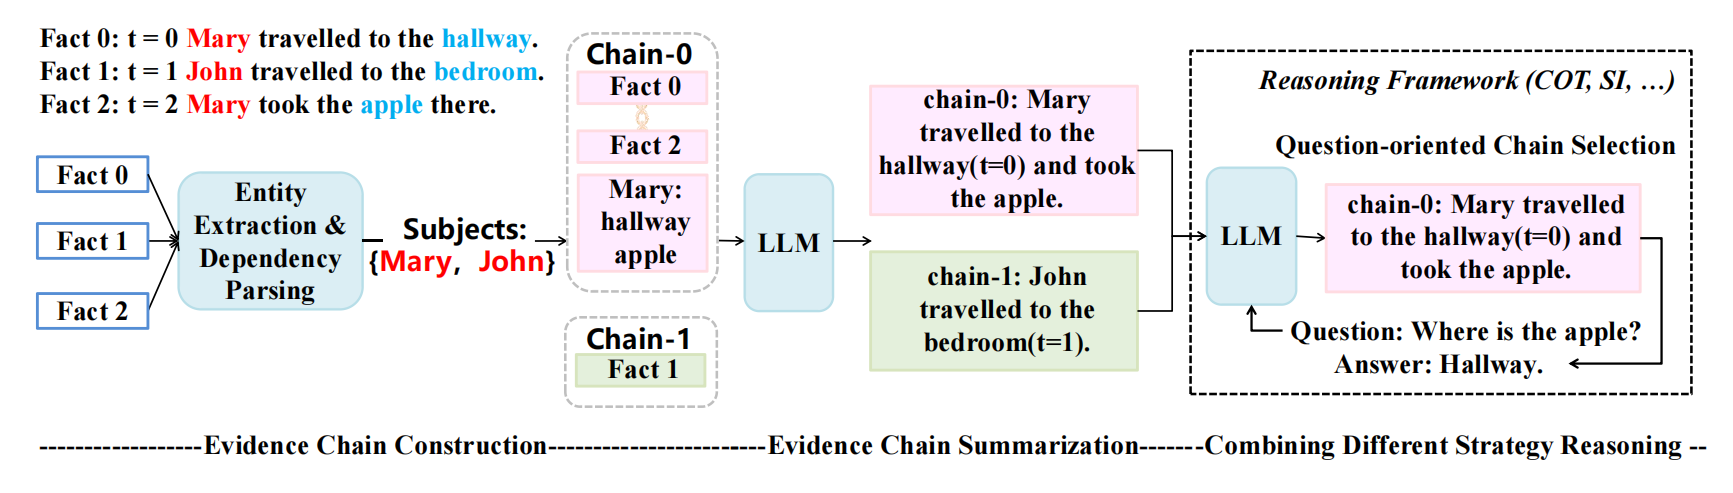 Fact 0: t = 0 Mary travelled to the hallway.
Fact 1: t = 1 John travelled to the bedroom.
Fact 2: t = 2 Mary took the apple there.
Fact 0
Fact 1
Fact 2
Entity
Extraction &
Dependency
Parsing
Subjects:
{Mary, John}
Chain-0
Fact 0
Fact 2
Mary:
hallway
apple
Chain-1
Fact 1
LLM
chain-0: Mary
travelled to the
hallway(t=0) and took
the apple.
chain-1: John
travelled to the
bedroom(t=1).
Reasoning Framework (COT, SI, …)
Question-oriented Chain Selection
LLM
chain-0: Mary travelled
to the hallway(t=0) and
took the apple.
Question: Where is the apple?
Answer: Hallway.
-----------------Evidence Chain Construction-----------------------Evidence Chain Summarization-------Combining Different Strategy Reasoning --